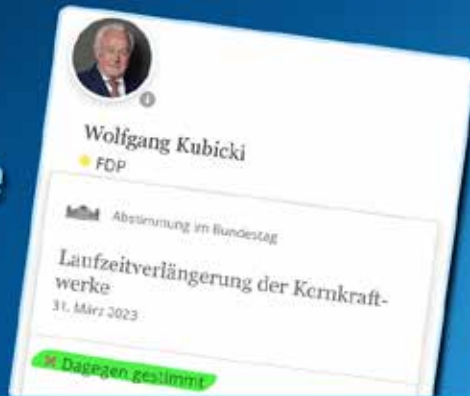 Wolfgang Kubicki
FDP
Abstimmung im Bundestag
Laufzeitverlängerung der Kernkraft-
werke
31. März 2023
Dagegen gestimmt